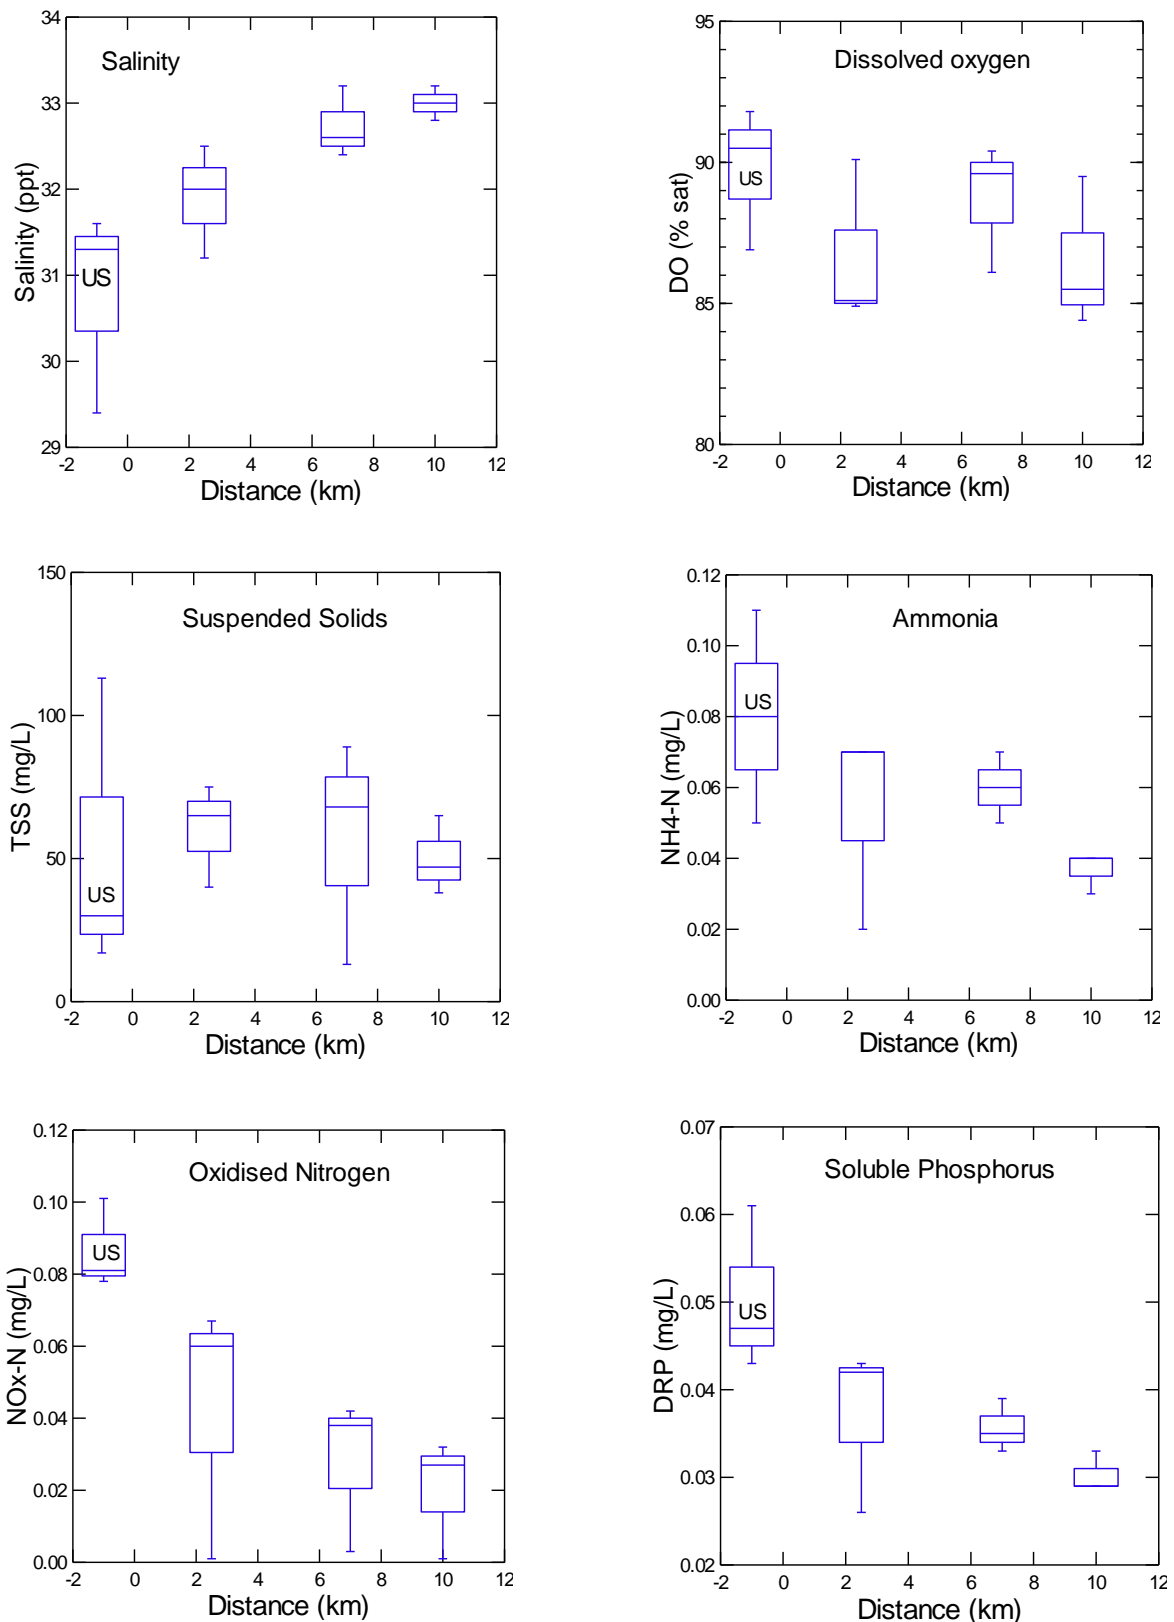 34
Salinity
33
32
31
30
29
US
Salinity (ppt)
-2 0 2 4 6 8 10 12
Distance (km)
95
Dissolved oxygen
90
85
80
US
DO (% sat)
-2 0 2 4 6 8 10 12
Distance (km)
150
Suspended Solids
100
50
0
US
TSS (mg/L)
-2 0 2 4 6 8 10 12
Distance (km)
0.12
Ammonia
0.10
0.08
0.06
0.04
0.02
0.00
US
NH4-N (mg/L)
-2 0 2 4 6 8 10 12
Distance (km)
0.12
Oxidised Nitrogen
0.10
0.08
0.06
0.04
0.02
0.00
US
NOx-N (mg/L)
-2 0 2 4 6 8 10 12
Distance (km)
0.07
Soluble Phosphorus
0.06
0.05
0.04
0.03
0.02
US
DRP (mg/L)
-2 0 2 4 6 8 10 12
Distance (km)